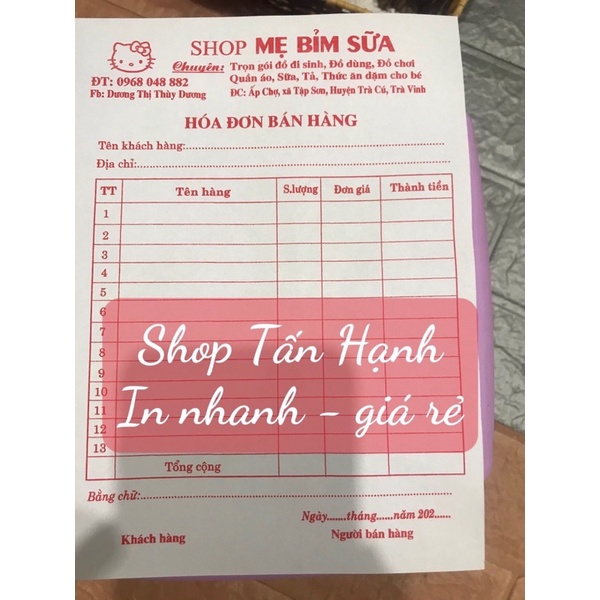 SHOP MẸ BỈM SỮA
Chuyên: Trọn gói đồ đi sinh, Đồ dùng, Đồ chơi
ĐT: 0968 048 882 Quần áo, Sữa, Tả, Thức ăn dặm cho bé
Fb: Dương Thị Thùy Dương ĐC: Ấp Chợ, xã Tập Sơn, Huyện Trà Cú, Trà Vinh
HÓA ĐƠN BÁN HÀNG
Tên khách hàng:
Địa chỉ:
TT Tên hàng S.lượng Đơn giá Thành tiền
1
2
3
4
5
6
7
8
9
10
11
12
13
Shop Tấn Hạnh
In nhanh - giá rẻ
Tổng cộng
Bằng chữ:
Ngày.......tháng.......năm 202......
Khách hàng Người bán hàng